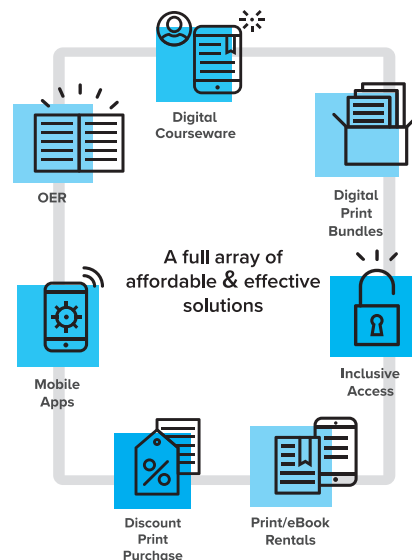 Digital
Courseware
OER
Digital
Print
Bundles
A full array of
affordable & effective
solutions
Mobile
Apps
Inclusive
Access
Discount
Print
Purchase
Print/eBook
Rentals